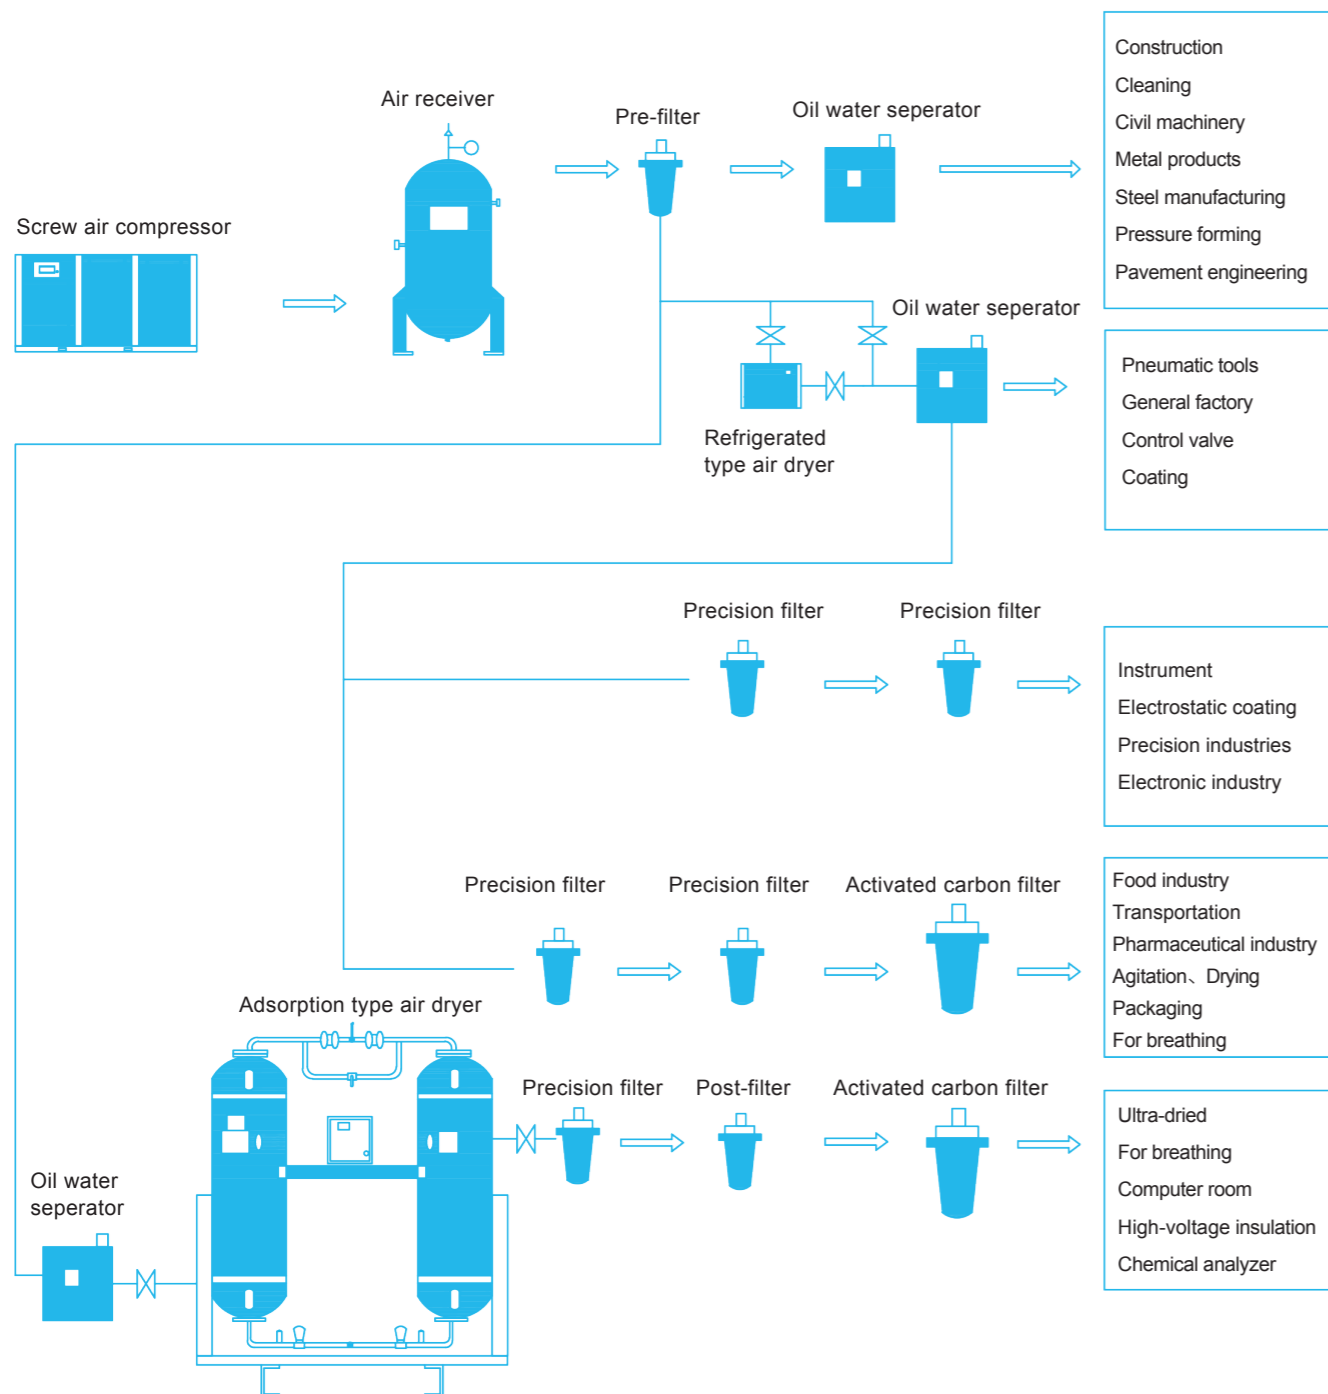 Screw air compressor
Air receiver
Pre-filter
Oil water seperator
Construction
Cleaning
Civil machinery
Metal products
Steel manufacturing
Pressure forming
Pavement engineering
Refrigerated
type air dryer
Oil water seperator
Pneumatic tools
General factory
Control valve
Coating
Precision filter
Precision filter
Instrument
Electrostatic coating
Precision industries
Electronic industry
Precision filter
Precision filter
Activated carbon filter
Food industry
Transportation
Pharmaceutical industry
Agitation、Drying
Packaging
For breathing
Oil water
seperator
Adsorption type air dryer
Precision filter
Post-filter
Activated carbon filter
Ultra-dried
For breathing
Computer room
High-voltage insulation
Chemical analyzer